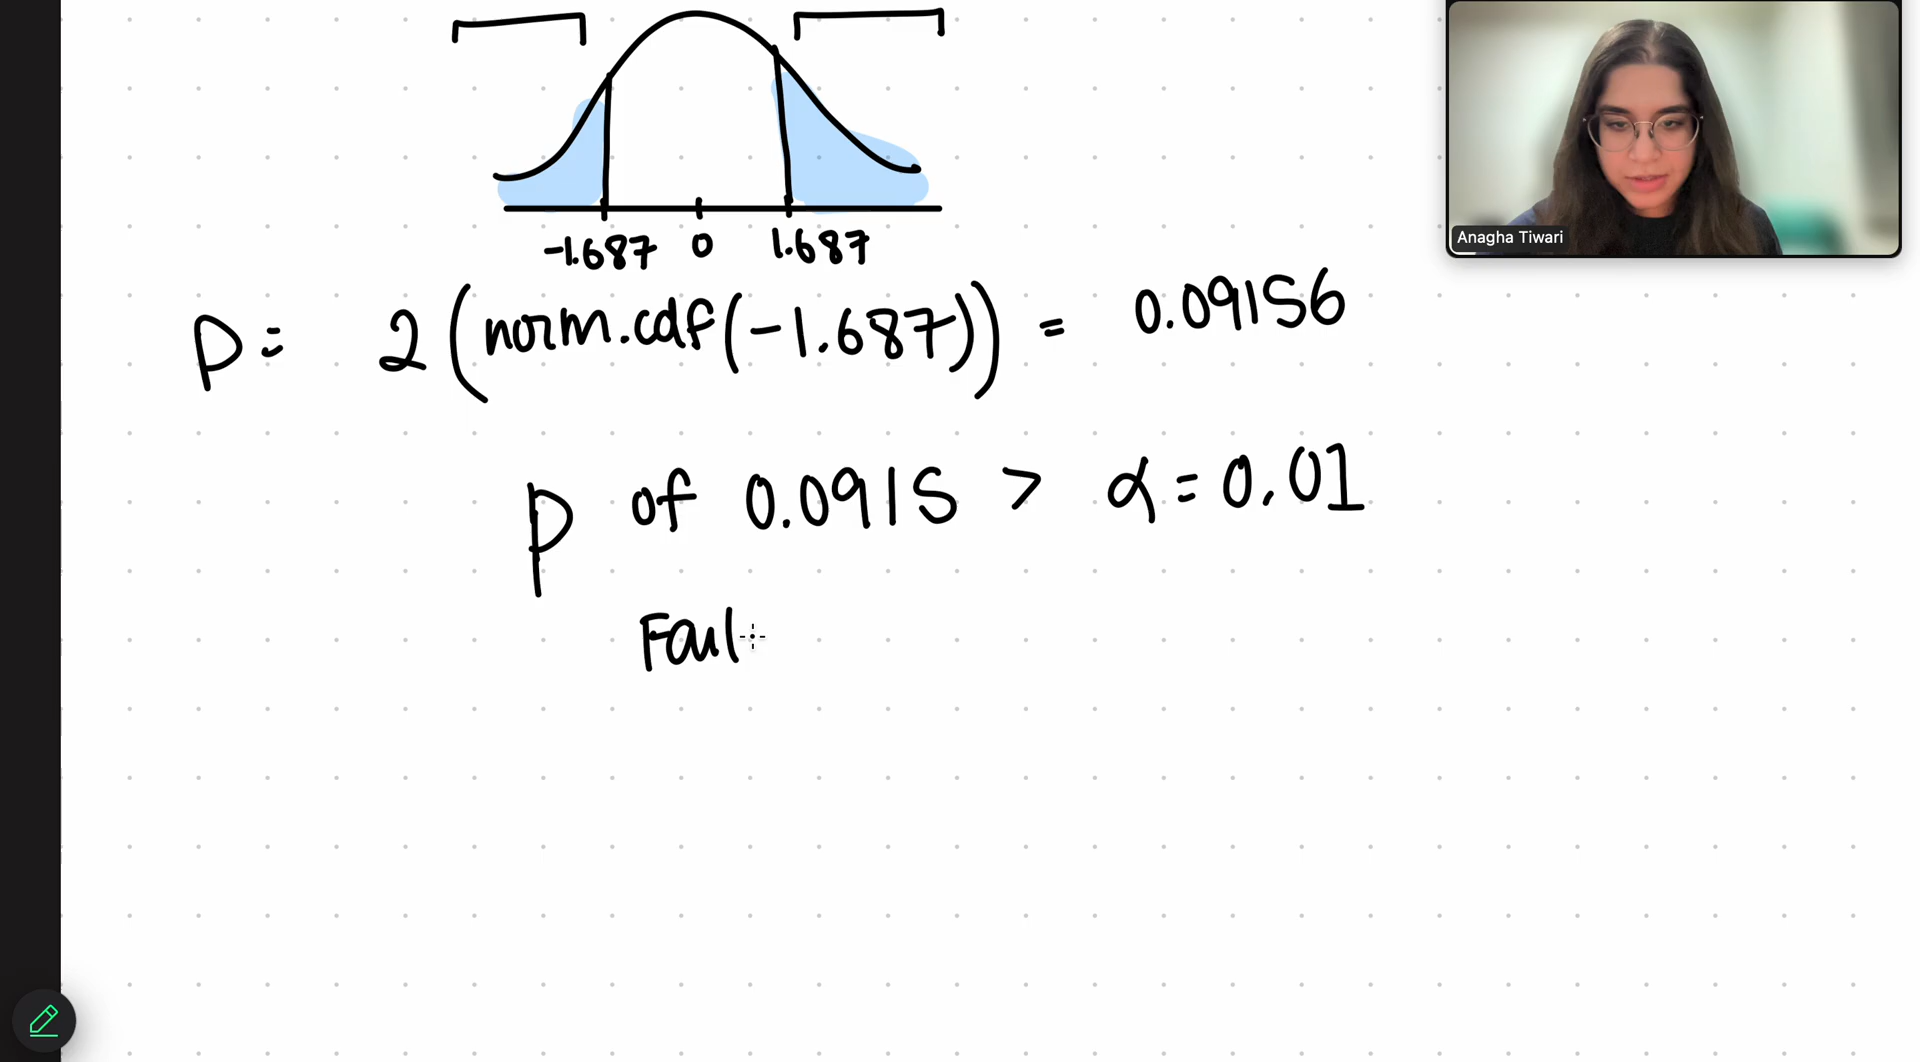 Anagha Tiwari
-1.687 0 1.687
p = 2(norm.cdf(-1.687)) = 0.09156
p of 0.0915 > α = 0.01
Fail